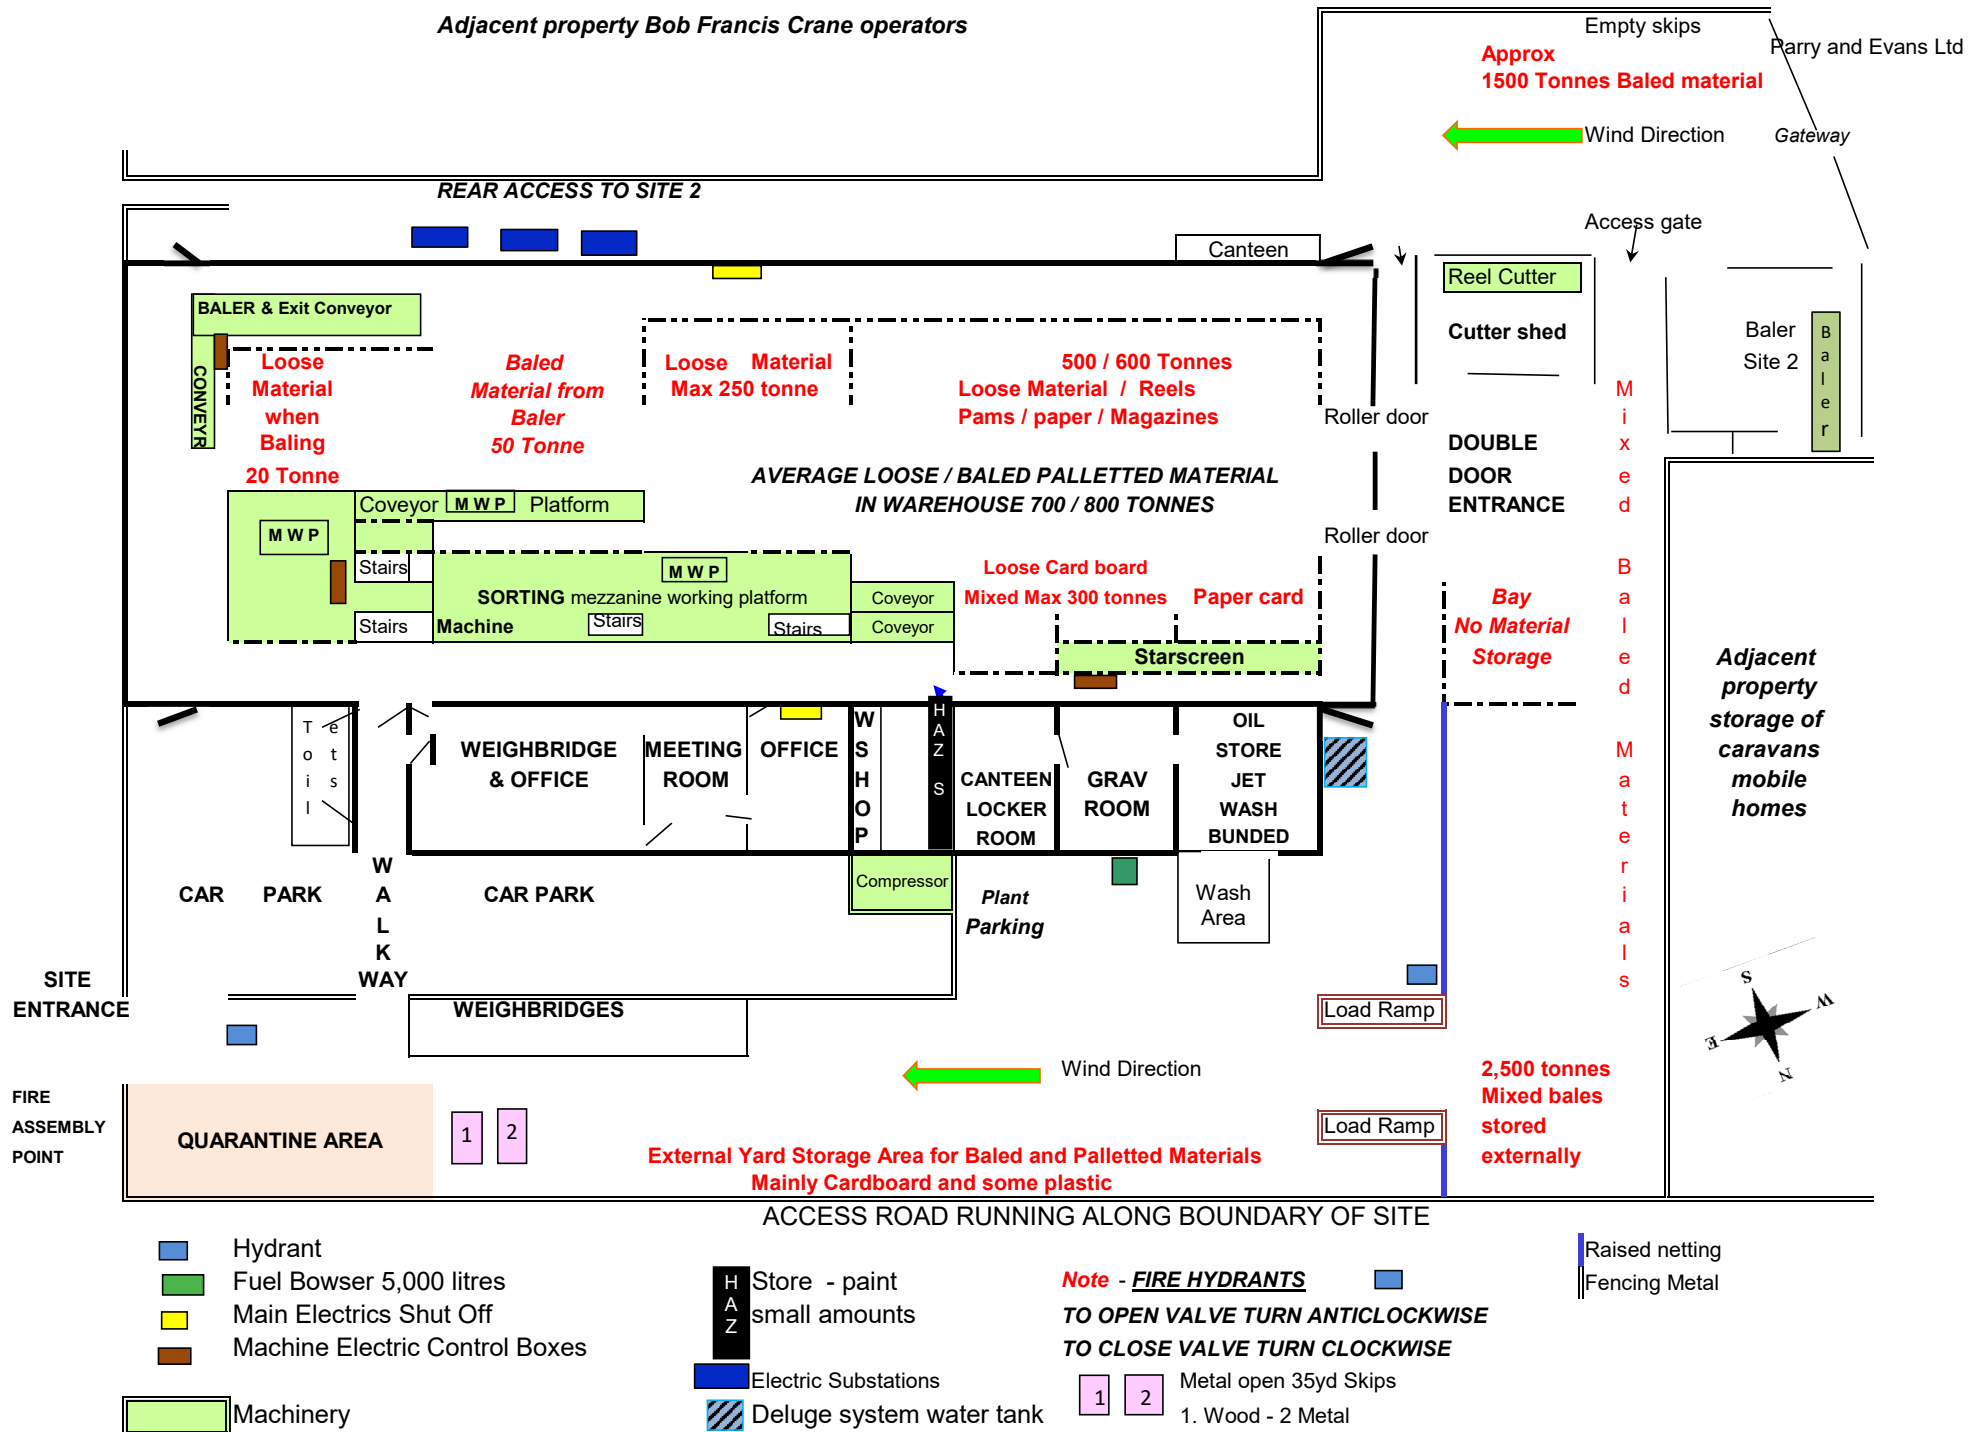 Adjacent property Bob Francis Crane operators
Empty skips
Parry and Evans Ltd
Approx
1500 Tonnes Baled material
Wind Direction
Gateway
REAR ACCESS TO SITE 2
Access gate
Canteen
Reel Cutter
BALER & Exit Conveyor
Cutter shed
Baler
Site 2
Baler
CONVEYR
Loose
Material
when
Baling
20 Tonne
Baled
Material from
Baler
50 Tonne
Loose Material
Max 250 tonne
500 / 600 Tonnes
Loose Material / Reels
Pams / paper / Magazines
Roller door
DOUBLE
DOOR
ENTRANCE
Mixed Baled Materials
AVERAGE LOOSE / BALED PALLETTED MATERIAL
IN WAREHOUSE 700 / 800 TONNES
Coveyor M W P Platform
M W P
Roller door
Stairs
M W P
SORTING mezzanine working platform
Coveyor
Loose Card board
Mixed Max 300 tonnes
Paper card
Bay
No Material
Storage
Stairs
Machine
Stairs
Stairs
Coveyor
Starscreen
Adjacent
property
storage of
caravans
mobile
homes
Toilets
WEIGHBRIDGE
& OFFICE
MEETING
ROOM
OFFICE
WSHOP
HAZ S
CANTEEN
LOCKER
ROOM
GRAV
ROOM
OIL
STORE
JET
WASH
BUNDED
CAR PARK
WALKWAY
CAR PARK
Compressor
Plant
Parking
Wash
Area
SITE
ENTRANCE
WEIGHBRIDGES
Load Ramp
S
W
E
N
Wind Direction
2,500 tonnes
Mixed bales
stored
externally
FIRE
ASSEMBLY
POINT
QUARANTINE AREA
1
2
Load Ramp
External Yard Storage Area for Baled and Palletted Materials
Mainly Cardboard and some plastic
ACCESS ROAD RUNNING ALONG BOUNDARY OF SITE
Hydrant
Fuel Bowser 5,000 litres
Main Electrics Shut Off
Machine Electric Control Boxes
Machinery
HAZ
Store - paint
small amounts
Electric Substations
Deluge system water tank
Note - FIRE HYDRANTS
TO OPEN VALVE TURN ANTICLOCKWISE
TO CLOSE VALVE TURN CLOCKWISE
1
2
Metal open 35yd Skips
1. Wood - 2 Metal
Raised netting
Fencing Metal